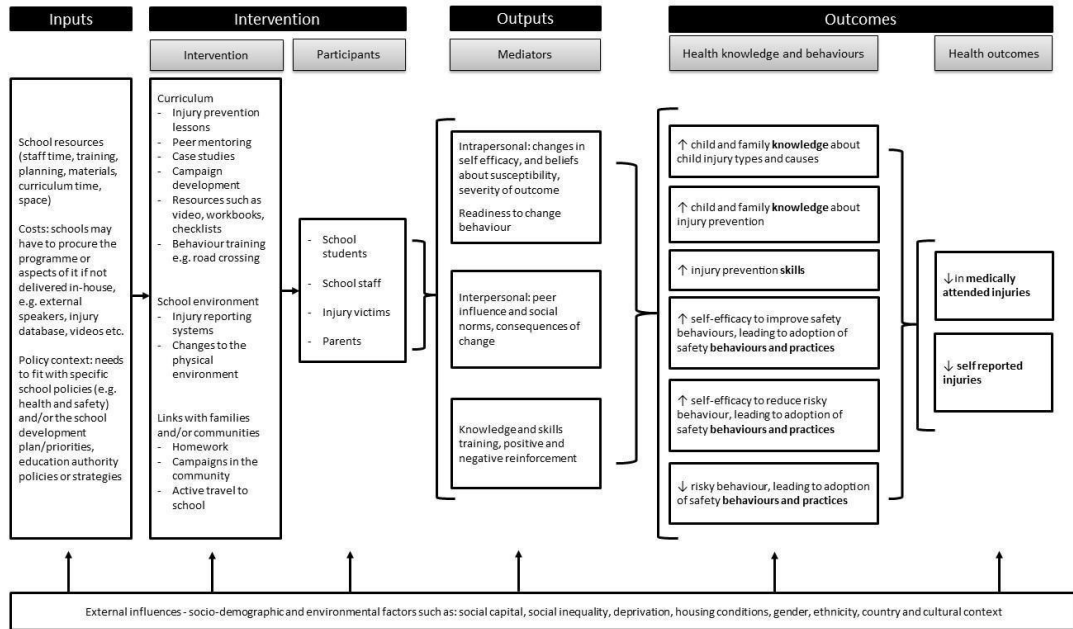 Inputs
Intervention
Outputs
Outcomes
Intervention
Participants
Mediators
Health knowledge and behaviours
Health outcomes
School resources
(staff time, training,
planning, materials,
curriculum time,
space)
Costs: schools may
have to procure the
programme or
aspects of it if not
delivered in-house,
e.g. external
speakers, injury
database, videos etc.
Policy context: needs
to fit with specific
school policies (e.g.
health and safety)
and/or the school
development
plan/priorities,
education authority
policies or strategies
Curriculum
- Injury prevention
lessons
- Peer mentoring
- Case studies
- Campaign
development
- Resources such as
video, workbooks,
checklists
- Behaviour training
e.g. road crossing
School environment
- Injury reporting
systems
- Changes to the
physical
environment
Links with families
and/or communities
- Homework
- Campaigns in the
community
- Active travel to
school
- School
students
- School staff
- Injury victims
- Parents
Intrapersonal: changes in
self efficacy, and beliefs
about susceptibility,
severity of outcome
Readiness to change
behaviour
Interpersonal: peer
influence and social
norms, consequences of
change
Knowledge and skills
training, positive and
negative reinforcement
↑ child and family knowledge about
child injury types and causes
↑ child and family knowledge about
injury prevention
↑ injury prevention skills
↑ self-efficacy to improve safety
behaviours, leading to adoption of
safety behaviours and practices
↑ self-efficacy to reduce risky
behaviour, leading to adoption of
safety behaviours and practices
↓ risky behaviour, leading to adoption
of safety behaviours and practices
↓in medically
attended injuries
↓ self reported
injuries
External influences - socio-demographic and environmental factors such as: social capital, social inequality, deprivation, housing conditions, gender, ethnicity, country and cultural context